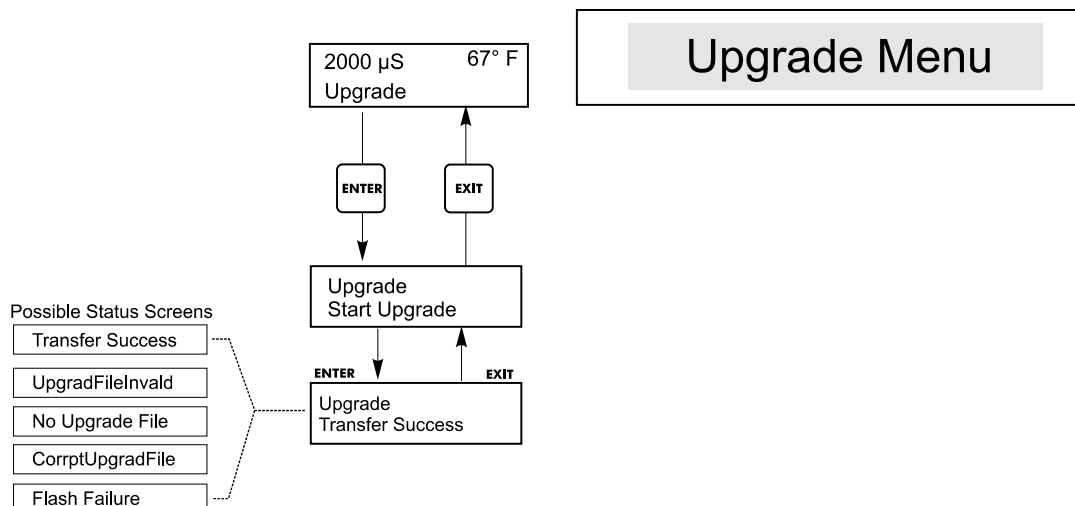 Upgrade Menu
2000 µS 67° F
Upgrade
ENTER EXIT
Upgrade
Start Upgrade
ENTER EXIT
Upgrade
Transfer Success
Possible Status Screens
Transfer Success
UpgradFileInvald
No Upgrade File
CorrptUpgradFile
Flash Failure